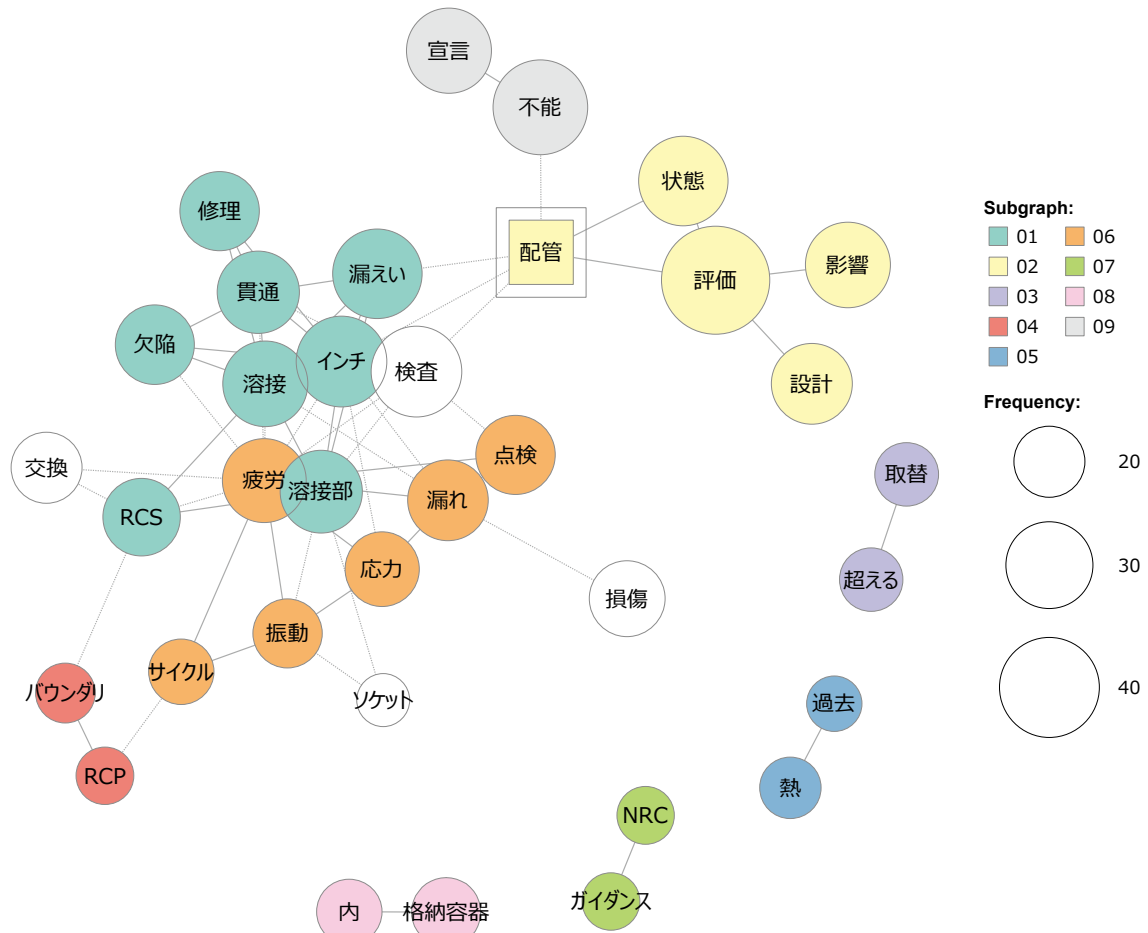 宣言
不能
状態
修理
配管
漏えい
影響
貫通
評価
欠陥
インチ
検査
溶接
設計
点検
交換
疲労
溶接部
漏れ
取替
RCS
応力
超える
損傷
振動
サイクル
バウンダリ
ソケット
過去
RCP
熱
NRC
ガイダンス
内
格納容器
Subgraph:
01
06
02
07
03
08
04
09
05
Frequency:
20
30
40